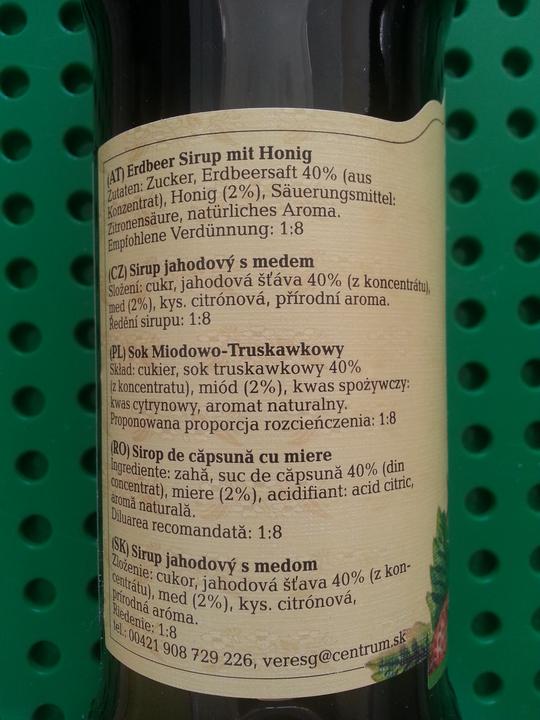 (AT) Erdbeer Sirup mit Honig
Zutaten: Zucker, Erdbeersaft 40% (aus
Konzentrat), Honig (2%), Säuerungsmittel:
Zitronensäure, natürliches Aroma.
Empfohlene Verdünnung: 1:8
(CZ) Sirup jahodový s medem
Složení: cukr, jahodová šťáva 40% (z koncentrátu),
med (2%), kys. citrónová, přírodní aroma.
Ředění sirupu: 1:8
(PL) Sok Miodowo-Truskawkowy
Skład: cukier, sok truskawkowy 40%
(z koncentratu), miód (2%), kwas spożywczy:
kwas cytrynowy, aromat naturalny.
Proponowana proporcja rozcieńczenia: 1:8
(RO) Sirop de căpsună cu miere
Ingrediente: zahă, suc de căpsună 40% (din
concentrat), miere (2%), acidifiant: acid citric,
aromă naturală.
Diluarea recomandată: 1:8
(SK) Sirup jahodový s medom
Zloženie: cukor, jahodová šťava 40% (z kon-
centrátu), med (2%), kys. citrónová,
prírodná aróma.
Riedenie: 1:8
tel.: 00421 908 729 226, veresg@centrum.sk